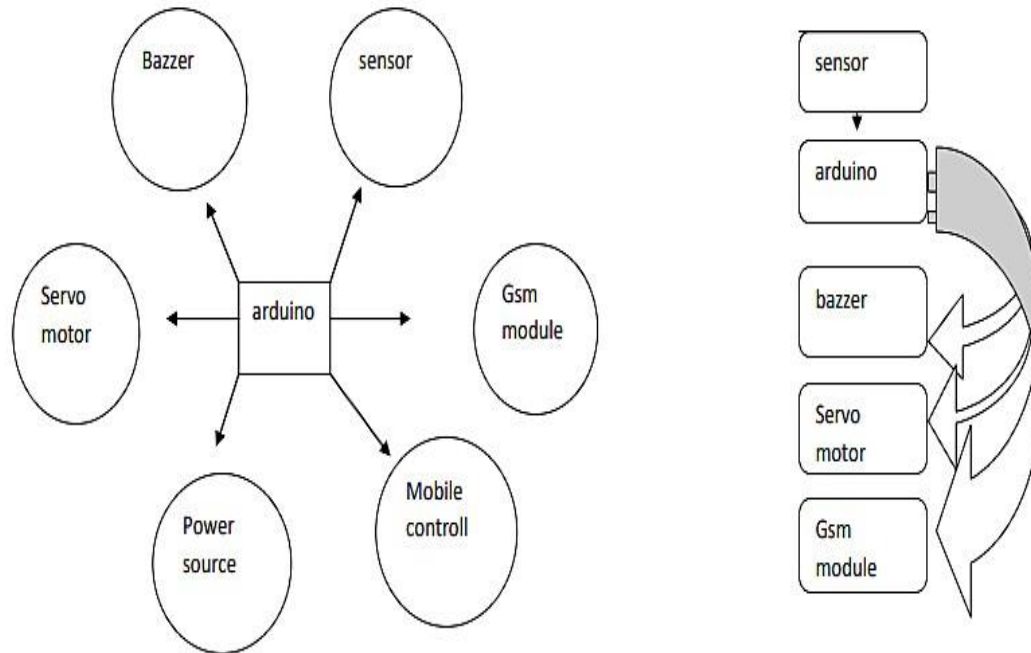 Bazzer
sensor
Servo
motor
arduino
Gsm
module
Power
source
Mobile
controll
sensor
arduino
bazzer
Servo
motor
Gsm
module